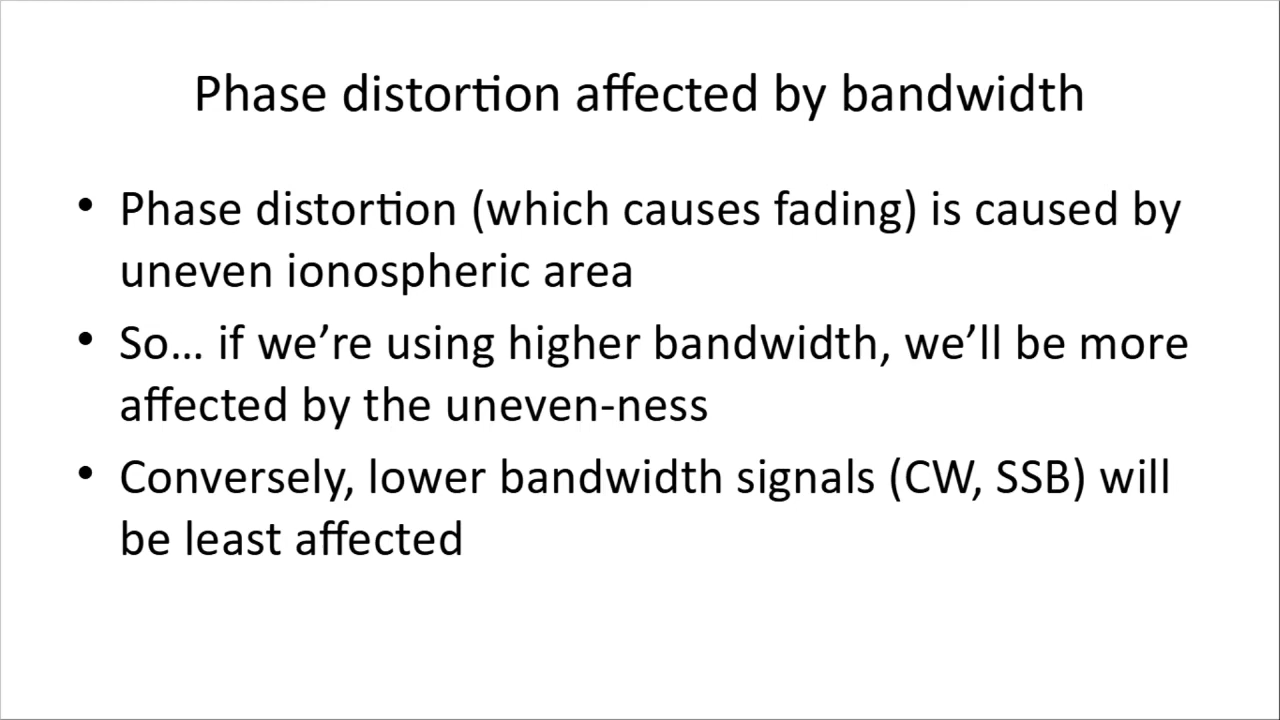 Phase distortion affected by bandwidth
• Phase distortion (which causes fading) is caused by
uneven ionospheric area
• So… if we’re using higher bandwidth, we’ll be more
affected by the uneven-ness
• Conversely, lower bandwidth signals (CW, SSB) will
be least affected